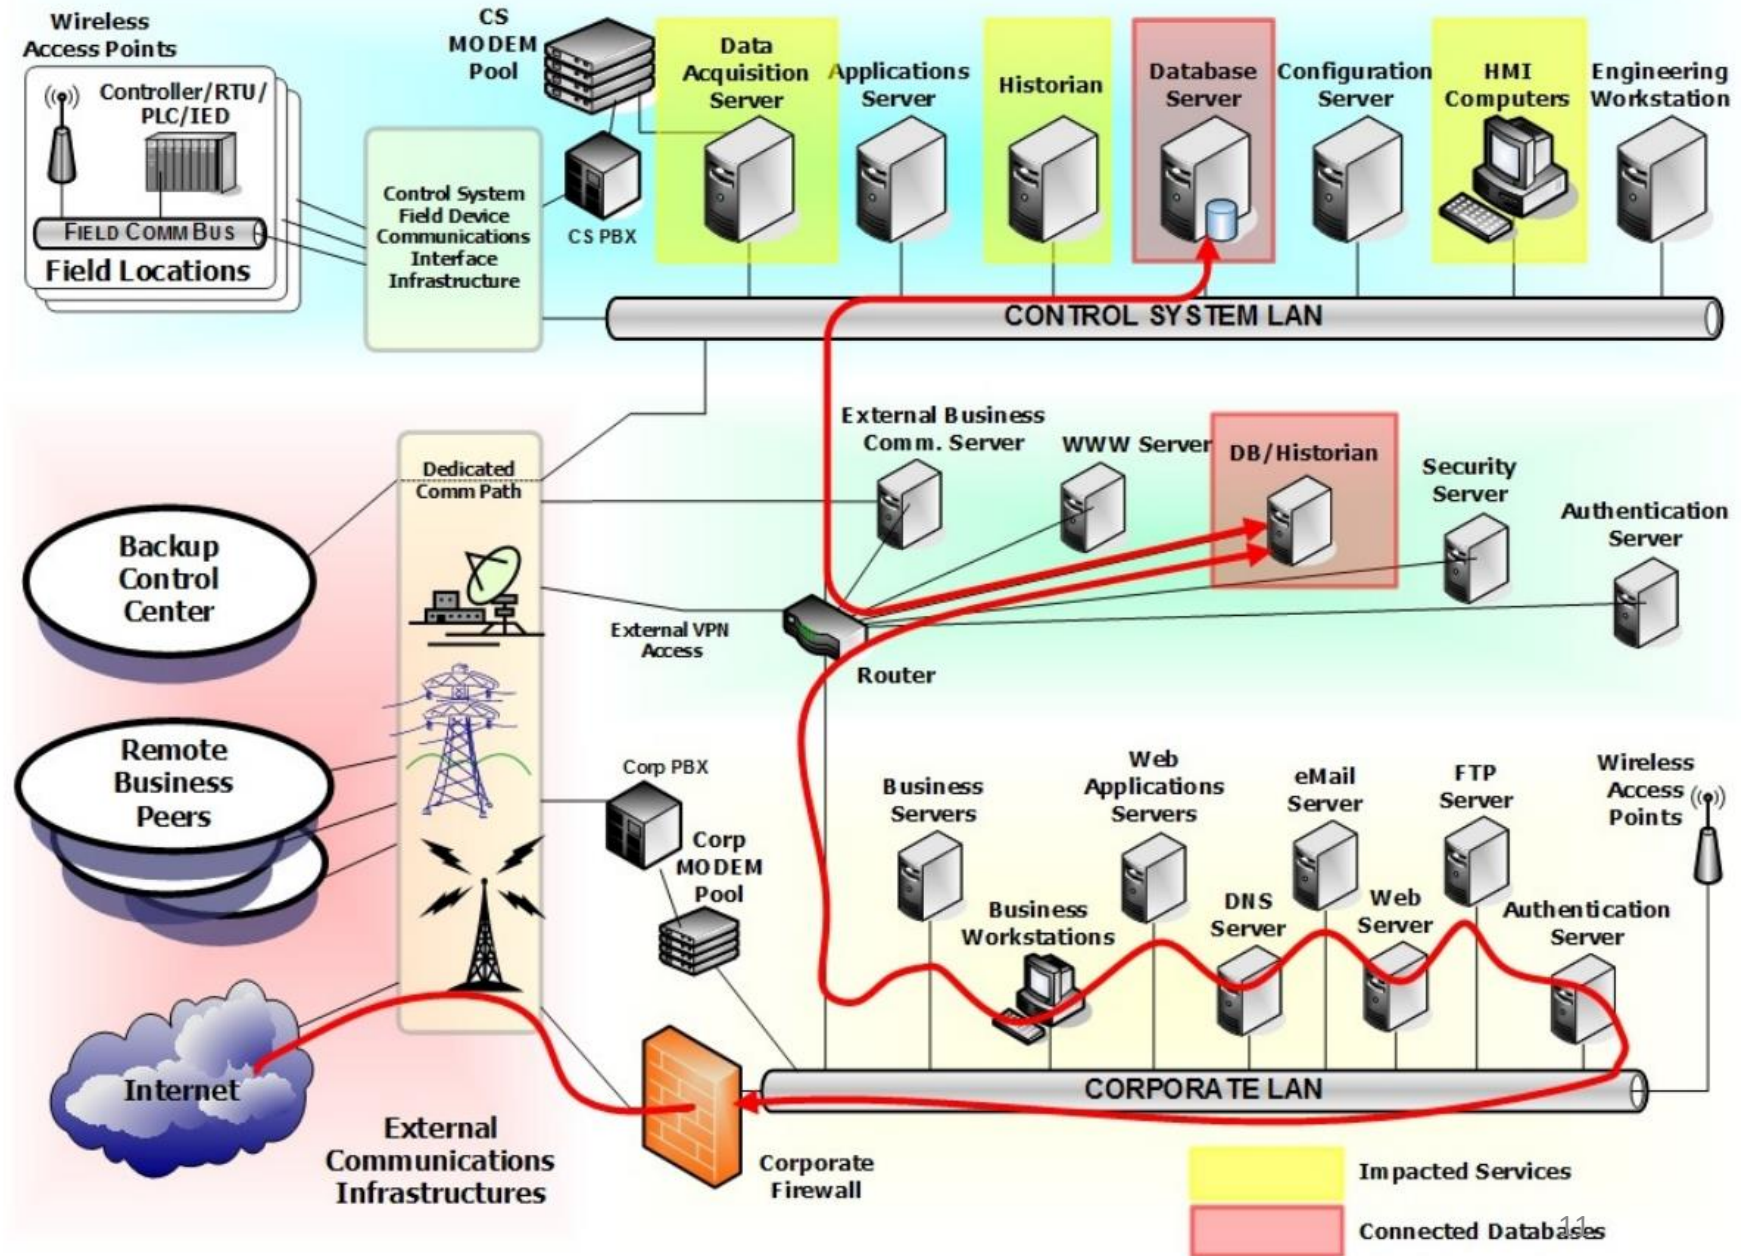 Wireless
Access Points
Controller/RTU/
PLC/IED
FIELD COMM BUS
Field Locations
Control System
Field Device
Communications
Interface
Infrastructure
CS
MODEM
Pool
CS PBX
Data
Acquisition
Server
Applications
Server
Historian
Database
Server
Configuration
Server
HMI
Computers
Engineering
Workstation
CONTROL SYSTEM LAN
Dedicated
Comm Path
Backup
Control
Center
External Business
Comm. Server
WWW Server
DB/Historian
Security
Server
Authentication
Server
External VPN
Access
Router
Remote
Business
Peers
Corp PBX
Corp
MODEM
Pool
Business
Servers
Business
Workstations
Web
Applications
Servers
DNS
Server
eMail
Server
Web
Server
FTP
Server
Authentication
Server
Wireless
Access
Points
Internet
External
Communications
Infrastructures
CORPORATE LAN
Corporate
Firewall
Impacted Services
Connected Databases
11